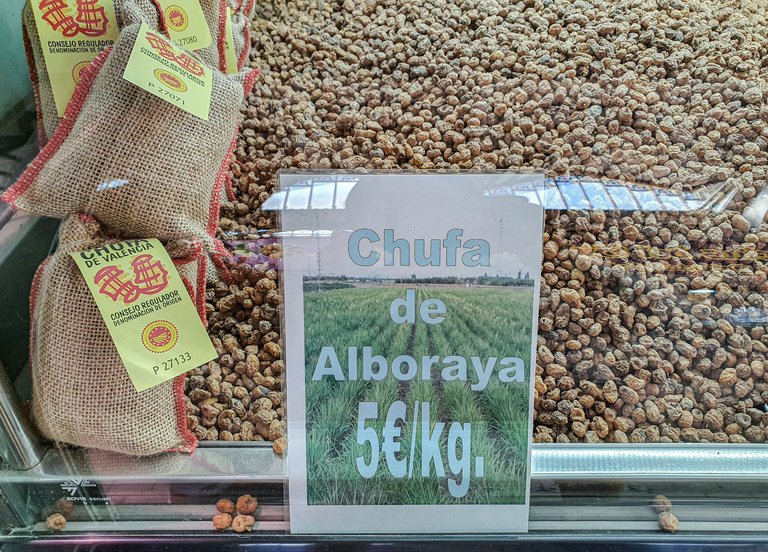 CONSEJO REGULADOR
DENOMINACIÓN DE ORIGEN
27080
P 27071
DE VALENCIA
CONSEJO REGULADOR
DENOMINACIÓN DE ORIGEN
P 27133
Chufa
de
Alboraya
5€/kg.